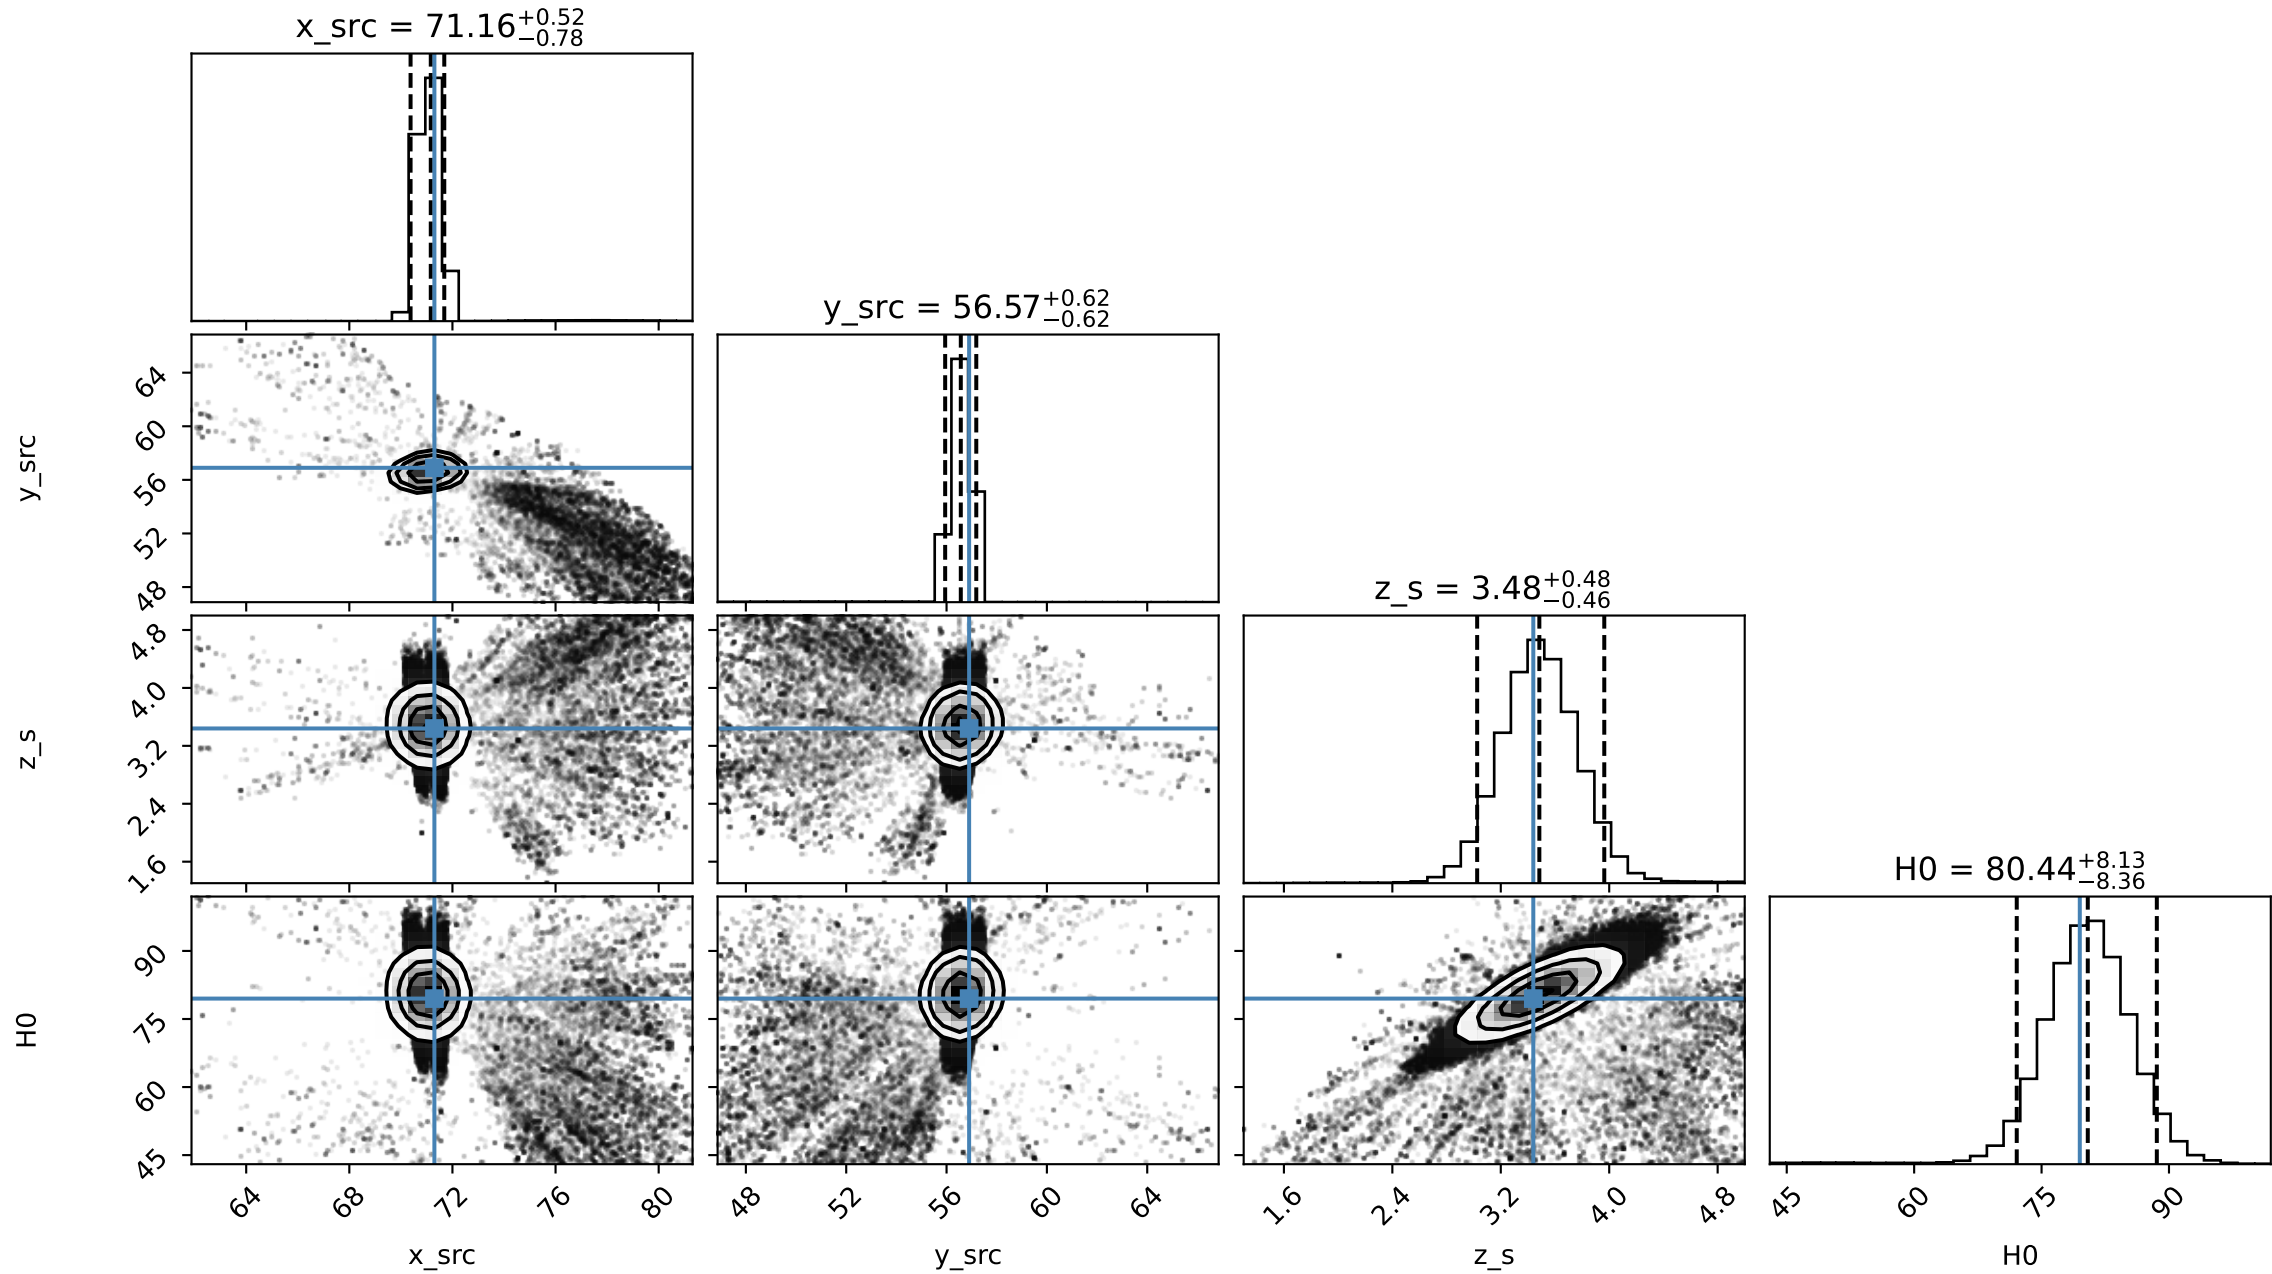 x_src = 71.16+0.52−0.78
y_src = 56.57+0.62−0.62
64
60
56
52
48
y_src
z_s = 3.48+0.48−0.46
4.8
4.0
3.2
2.4
1.6
z_s
H0 = 80.44+8.13−8.36
90
75
60
45
H0
64 68 72 76 80
48 52 56 60 64
1.6 2.4 3.2 4.0 4.8
45 60 75 90
x_src
y_src
z_s
H0